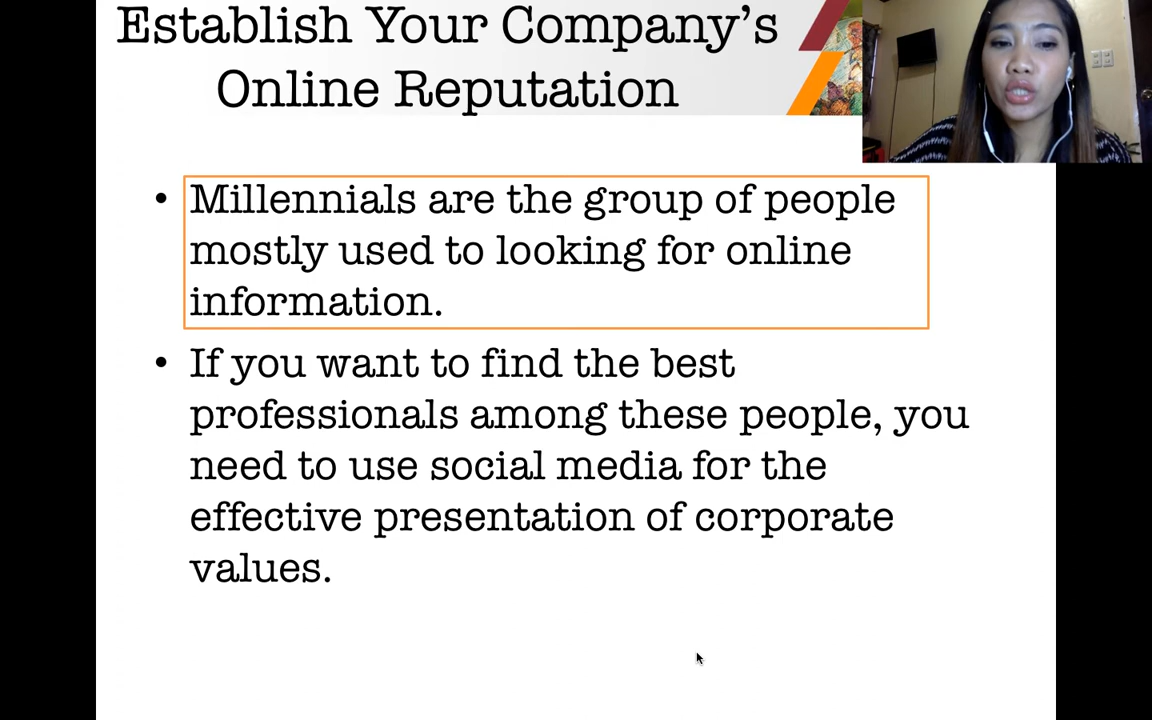 Establish Your Company's
Online Reputation
• Millennials are the group of people
mostly used to looking for online
information.
• If you want to find the best
professionals among these people, you
need to use social media for the
effective presentation of corporate
values.